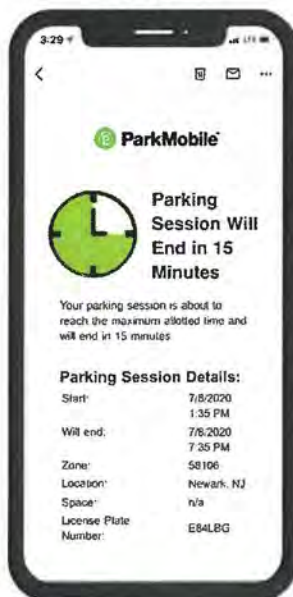 3:29
LTE
ParkMobile
Parking
Session Will
End in 15
Minutes
Your parking session is about to
reach the maximum allotted time and
will end in 15 minutes
Parking Session Details:
Start: 7/8/2020
1:35 PM
Will end: 7/8/2020
7:35 PM
Zone: 58106
Location: Newark, NJ
Space: n/a
License Plate
Number: E84LBG